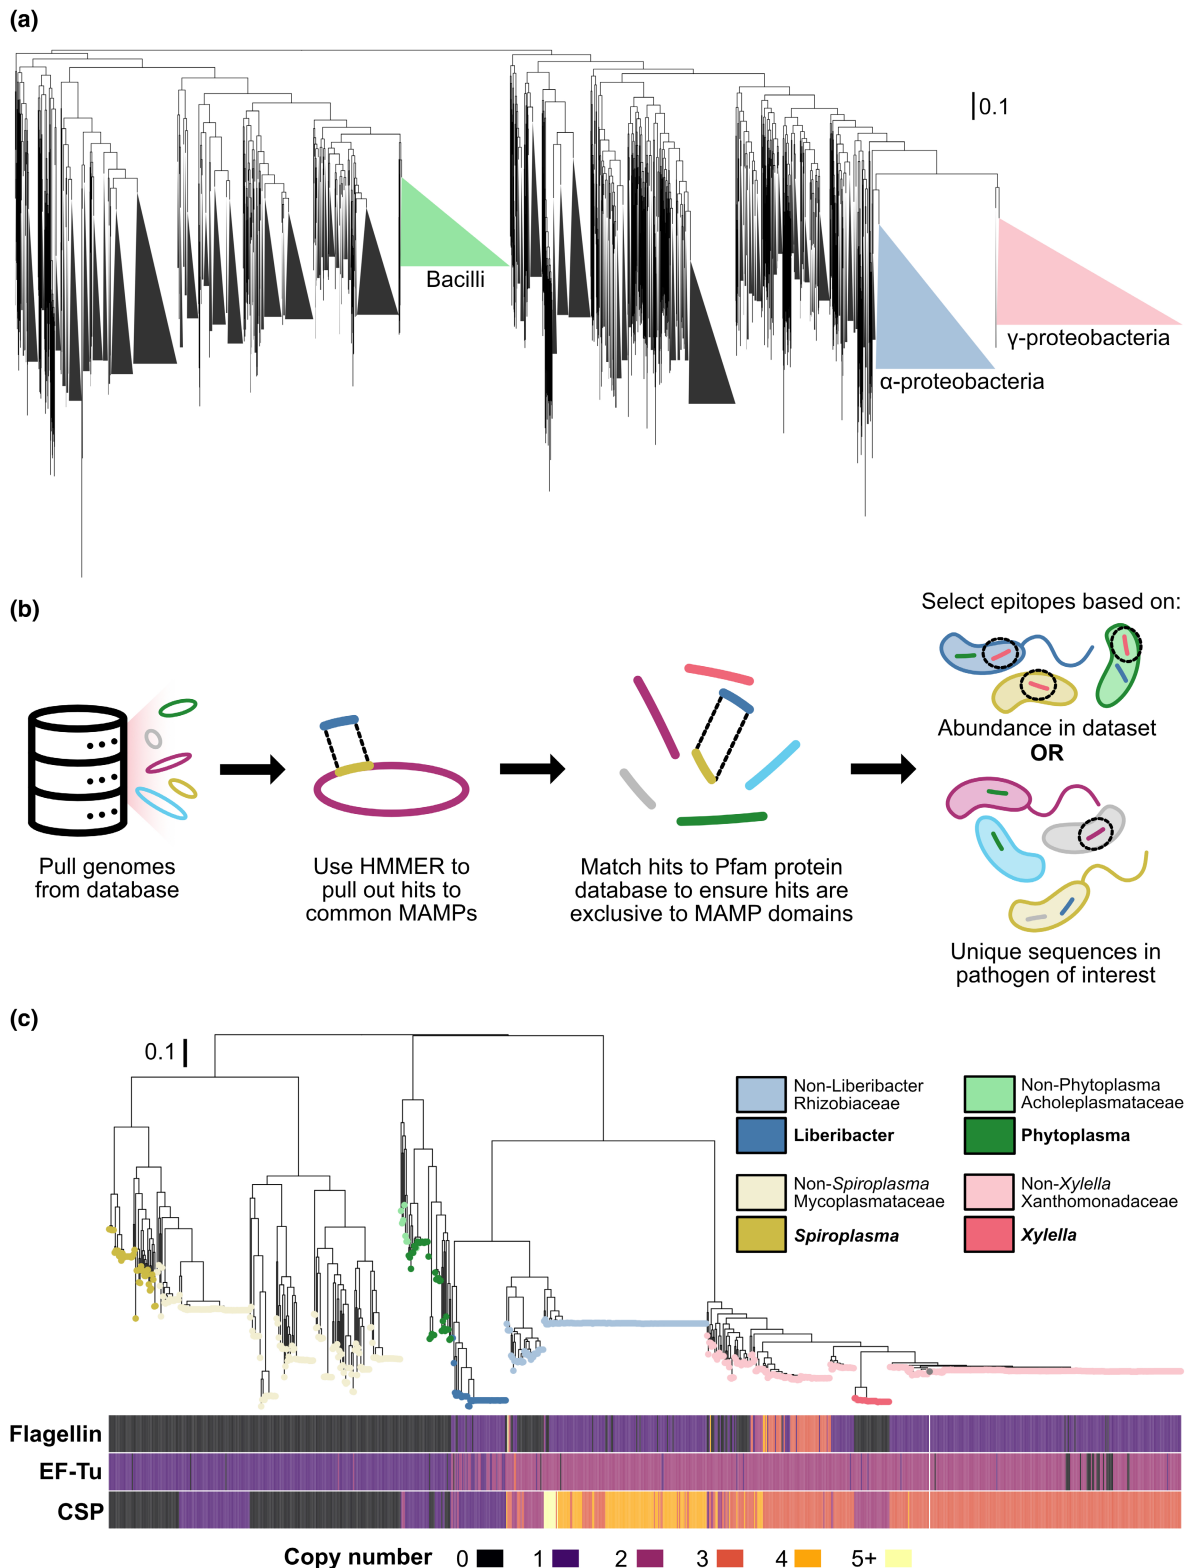 (a)
0.1
Bacilli
γ-proteobacteria
α-proteobacteria
(b)
Select epitopes based on:
Abundance in dataset
OR
Pull genomes
from database
Use HMMER to
pull out hits to
common MAMPs
Match hits to Pfam protein
database to ensure hits are
exclusive to MAMP domains
Unique sequences in
pathogen of interest
(c)
0.1
Non-Liberibacter
Rhizobiaceae
Liberibacter
Non-Phytoplasma
Acholeplasmataceae
Phytoplasma
Non-Spiroplasma
Mycoplasmataceae
Spiroplasma
Non-Xylella
Xanthomonadaceae
Xylella
Flagellin
EF-Tu
CSP
Copy number 0 1 2 3 4 5+